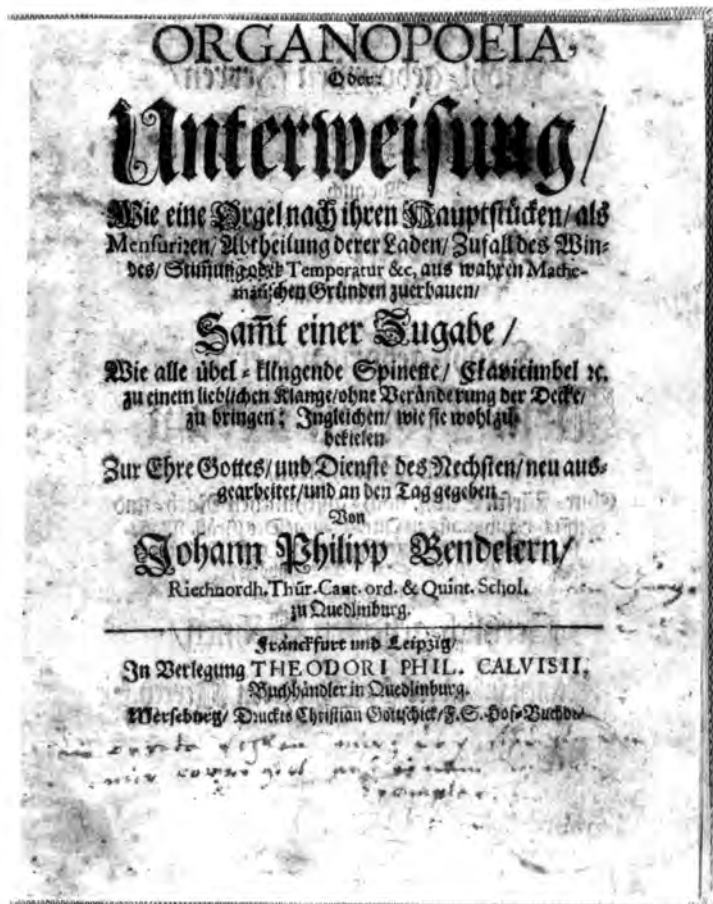 ORGANOPOEIA,
Oder:
Unterweisung/
Wie eine Orgel nach ihren Hauptstücken/ als
Mensuriren/ Abtheilung derer Laden/ Zufall des Win-
des/ Stim̃ung oder Temperatur &c, aus wahren Mathe-
matischen Gründen zuerbauen/
Sam̃t einer Zugabe /
Wie alle übel-klingende Spinette/ Clavicimbel ꝛc.
zu einem lieblichen Klange/ohne Veränderung der Decke/
zu bringen; Ingleichen/ wie sie wohl zu
bekielen
Zur Ehre Gottes/und Dienste des Nechsten/neu aus-
gearbeitet/und an den Tag gegeben
Von
Johann Philipp Bendelern/
Riechnordh. Thür. Cant. ord. & Quint. Schol.
zu Quedlinburg.
Franckfurt und Leipzig/
In Verlegung THEODORI PHIL. CALVISII,
Buchhändler in Quedlinburg.
Merseburg/ Druckts Christian Gottschick/F.S.Hof-Buchdr.